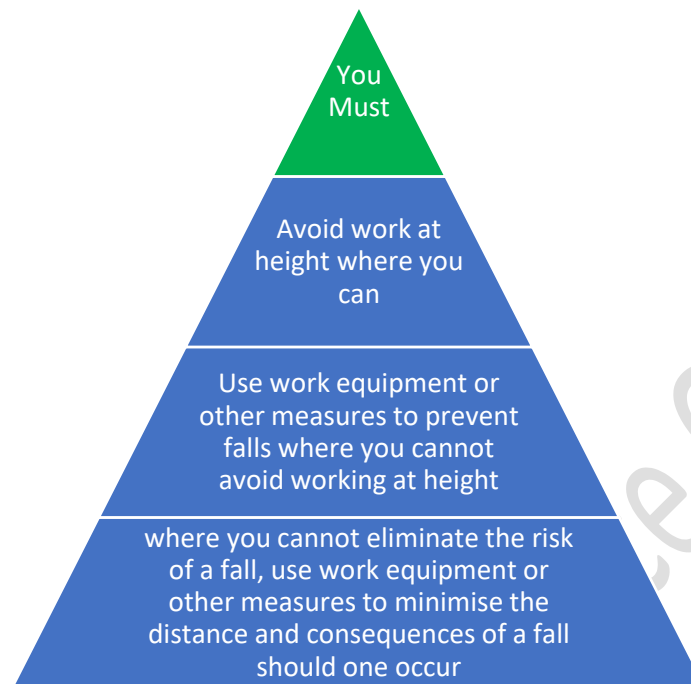 You
Must
Avoid work at
height where you
can
Use work equipment or
other measures to prevent
falls where you cannot
avoid working at height
where you cannot eliminate the risk
of a fall, use work equipment or
other measures to minimise the
distance and consequences of a fall
should one occur